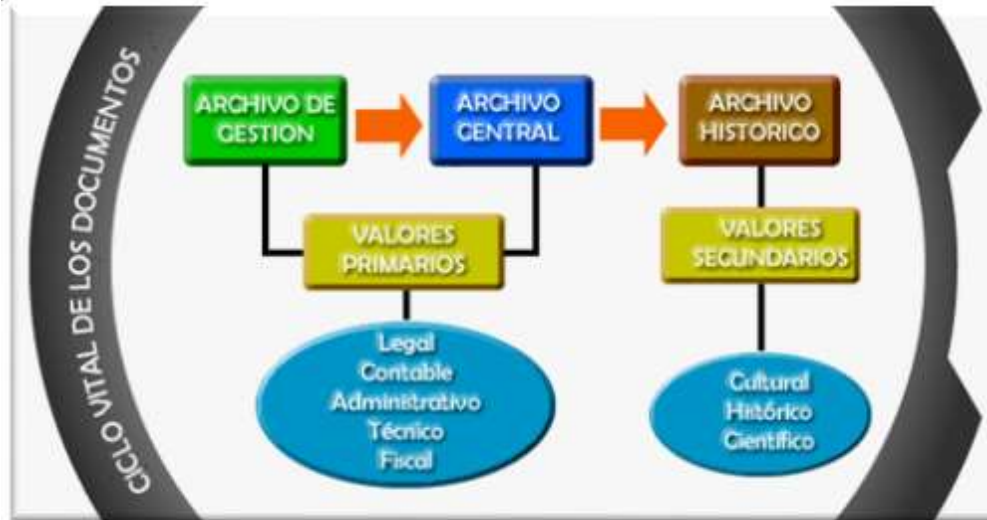 CICLO VITAL DE LOS DOCUMENTOS
ARCHIVO DE
GESTION
ARCHIVO
CENTRAL
ARCHIVO
HISTORICO
VALORES
PRIMARIOS
VALORES
SECUNDARIOS
Legal
Contable
Administrativo
Técnico
Fiscal
Cultural
Histórico
Científico